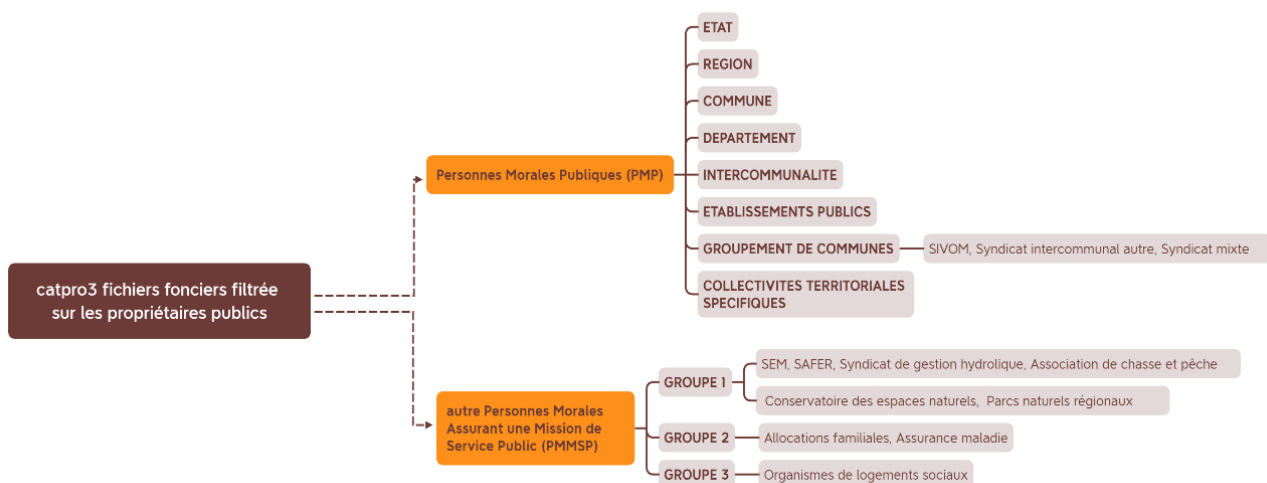 catpro3 fichiers fonciers filtrée
sur les propriétaires publics
Personnes Morales Publiques (PMP)
ETAT
REGION
COMMUNE
DEPARTEMENT
INTERCOMMUNALITE
ETABLISSEMENTS PUBLICS
GROUPEMENT DE COMMUNES
SIVOM, Syndicat intercommunal autre, Syndicat mixte
COLLECTIVITES TERRITORIALES
SPECIFIQUES
autre Personnes Morales
Assurant une Mission de
Service Public (PMMSP)
GROUPE 1
SEM, SAFER, Syndicat de gestion hydrolique, Association de chasse et pêche
Conservatoire des espaces naturels, Parcs naturels régionaux
GROUPE 2
Allocations familiales, Assurance maladie
GROUPE 3
Organismes de logements sociaux